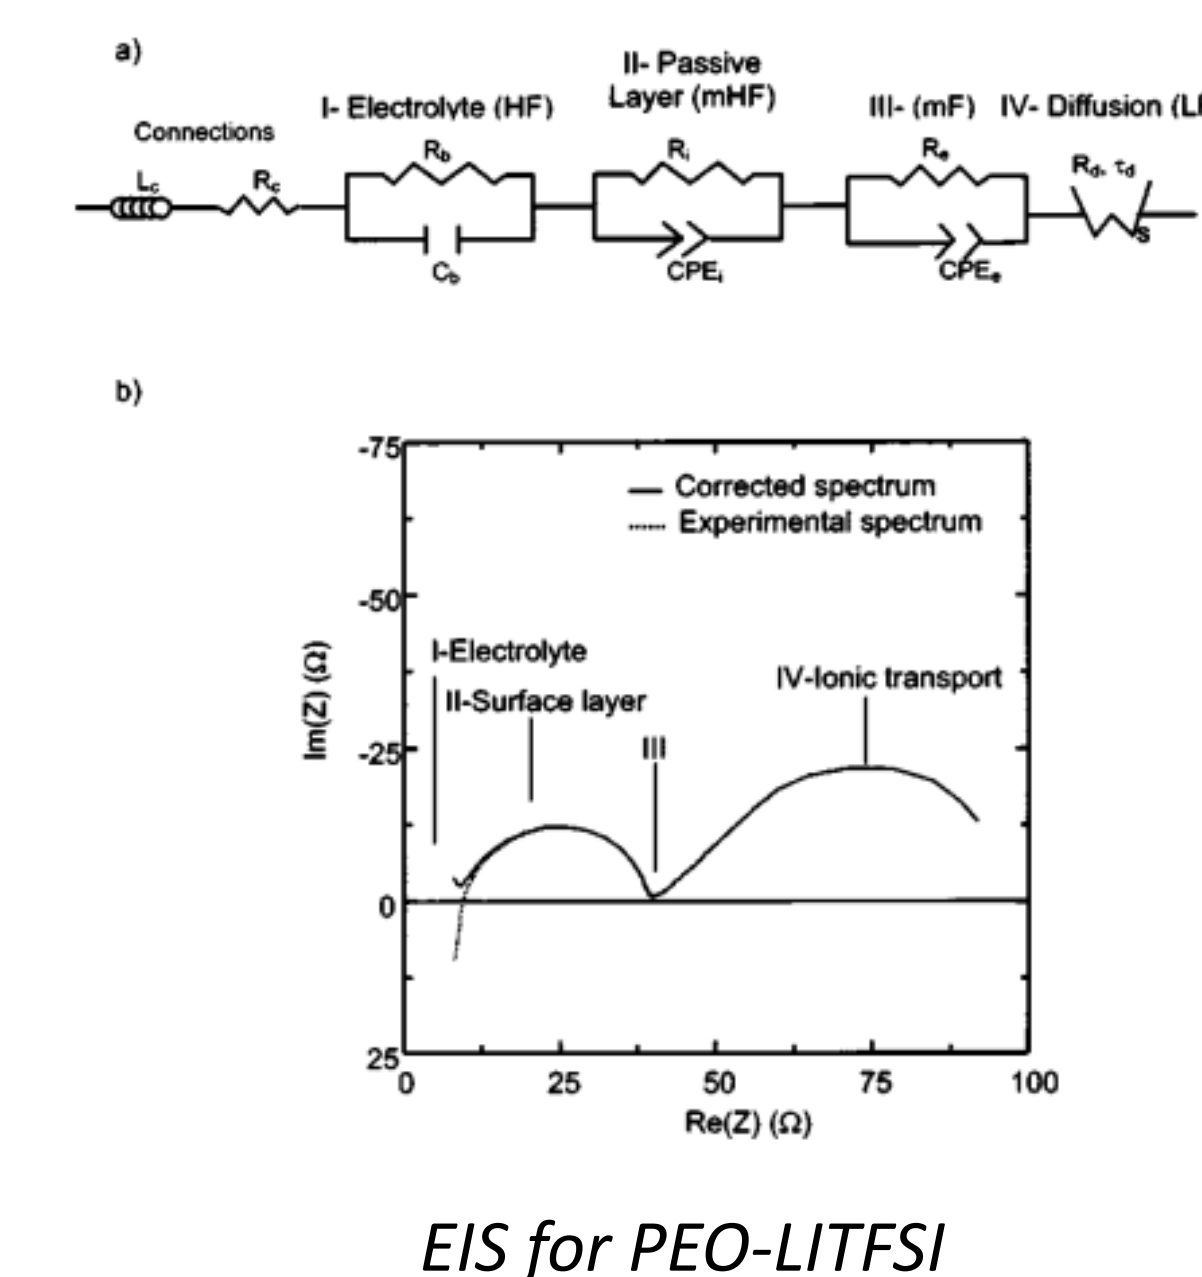 a)
II- Passive
Layer (mHF)
I- Electrolyte (HF)
III- (mF)
IV- Diffusion (LF
Connections
Lc
Rc
Rb
Ri
Re
Rd, τd
S
Cb
CPEi
CPEe
b)
-75
Corrected spectrum
Experimental spectrum
-50
I-Electrolyte
IV-Ionic transport
II-Surface layer
III
Im(Z) (Ω)
-25
0
25
0
25
50
75
100
Re(Z) (Ω)
EIS for PEO-LITFSI